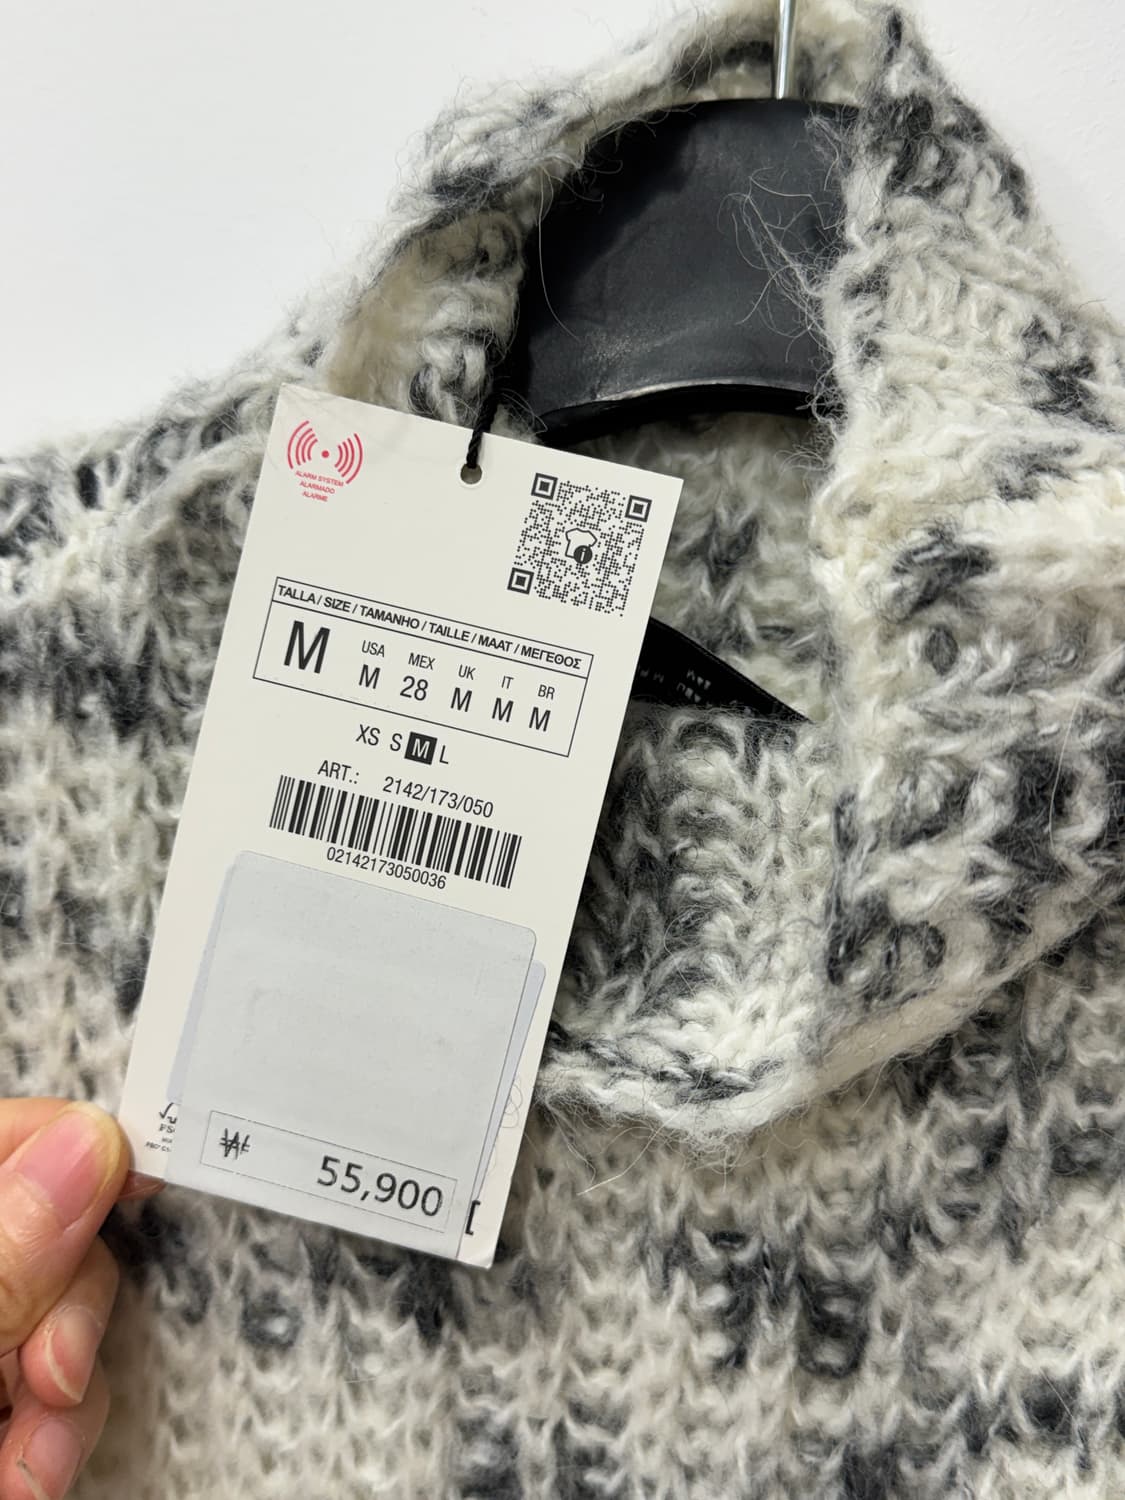 ALARM SYSTEM
ALARMADO
ALARME
TALLA / SIZE / TAMANHO / TAILLE / MAAT / ΜΕΓΕΘΟΣ
M USA M MEX 28 UK M IT M BR M
XS S M L
ART.: 2142/173/050
02142173050036
₩ 55,900